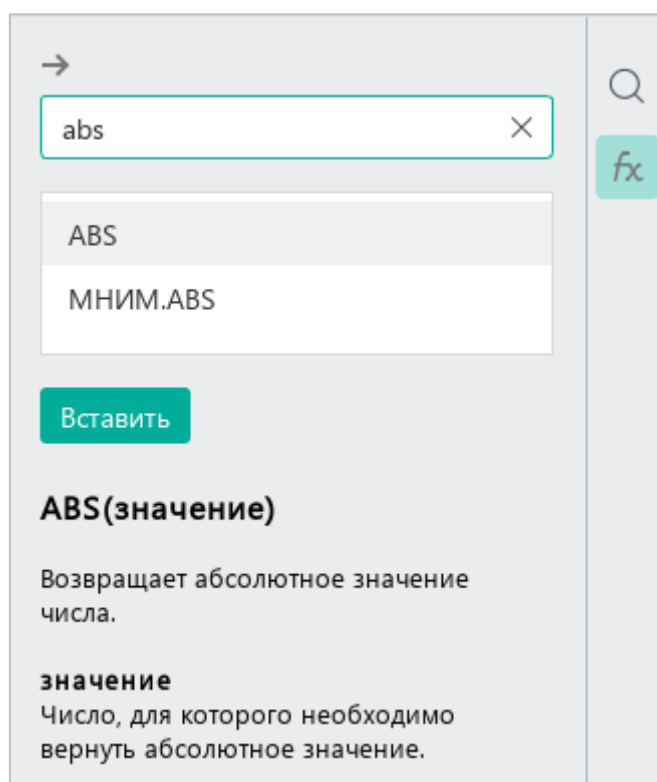 abs
fx
ABS
МНИМ.ABS
Вставить
ABS(значение)
Возвращает абсолютное значение
числа.
значение
Число, для которого необходимо
вернуть абсолютное значение.